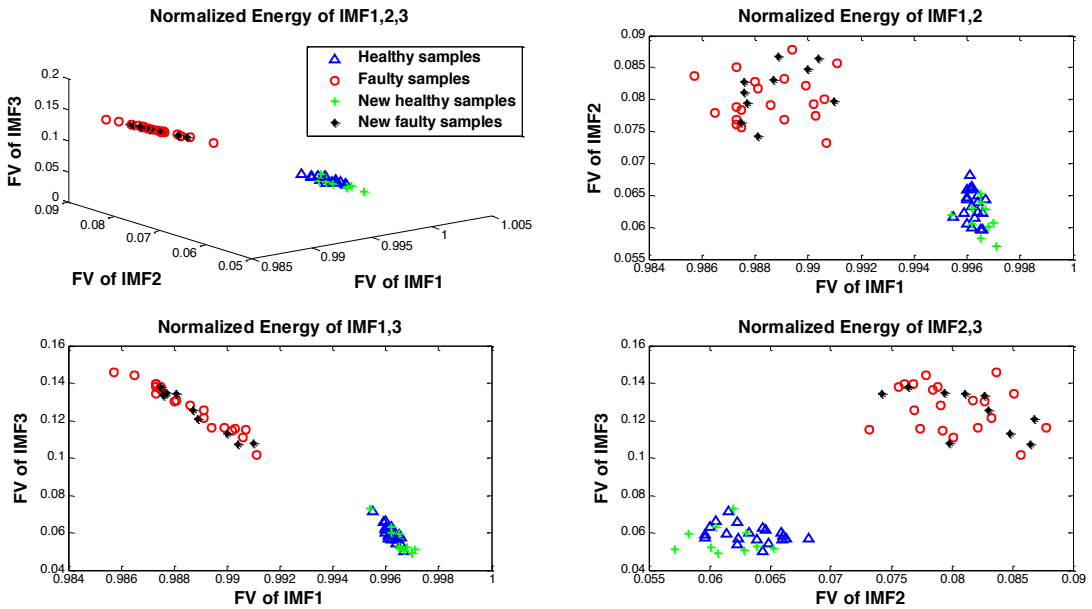 Normalized Energy of IMF1,2,3
FV of IMF3
0.2
0.15
0.1
0.05
0
0.09
0.08
0.07
0.06
0.05
FV of IMF2
0.985
0.99
0.995
1
1.005
FV of IMF1
Healthy samples
Faulty samples
New healthy samples
New faulty samples
Normalized Energy of IMF1,2
FV of IMF2
0.09
0.085
0.08
0.075
0.07
0.065
0.06
0.055
0.984 0.986 0.988 0.99 0.992 0.994 0.996 0.998 1
FV of IMF1
Normalized Energy of IMF1,3
FV of IMF3
0.16
0.14
0.12
0.1
0.08
0.06
0.04
0.984 0.986 0.988 0.99 0.992 0.994 0.996 0.998 1
FV of IMF1
Normalized Energy of IMF2,3
FV of IMF3
0.16
0.14
0.12
0.1
0.08
0.06
0.04
0.055 0.06 0.065 0.07 0.075 0.08 0.085 0.09
FV of IMF2